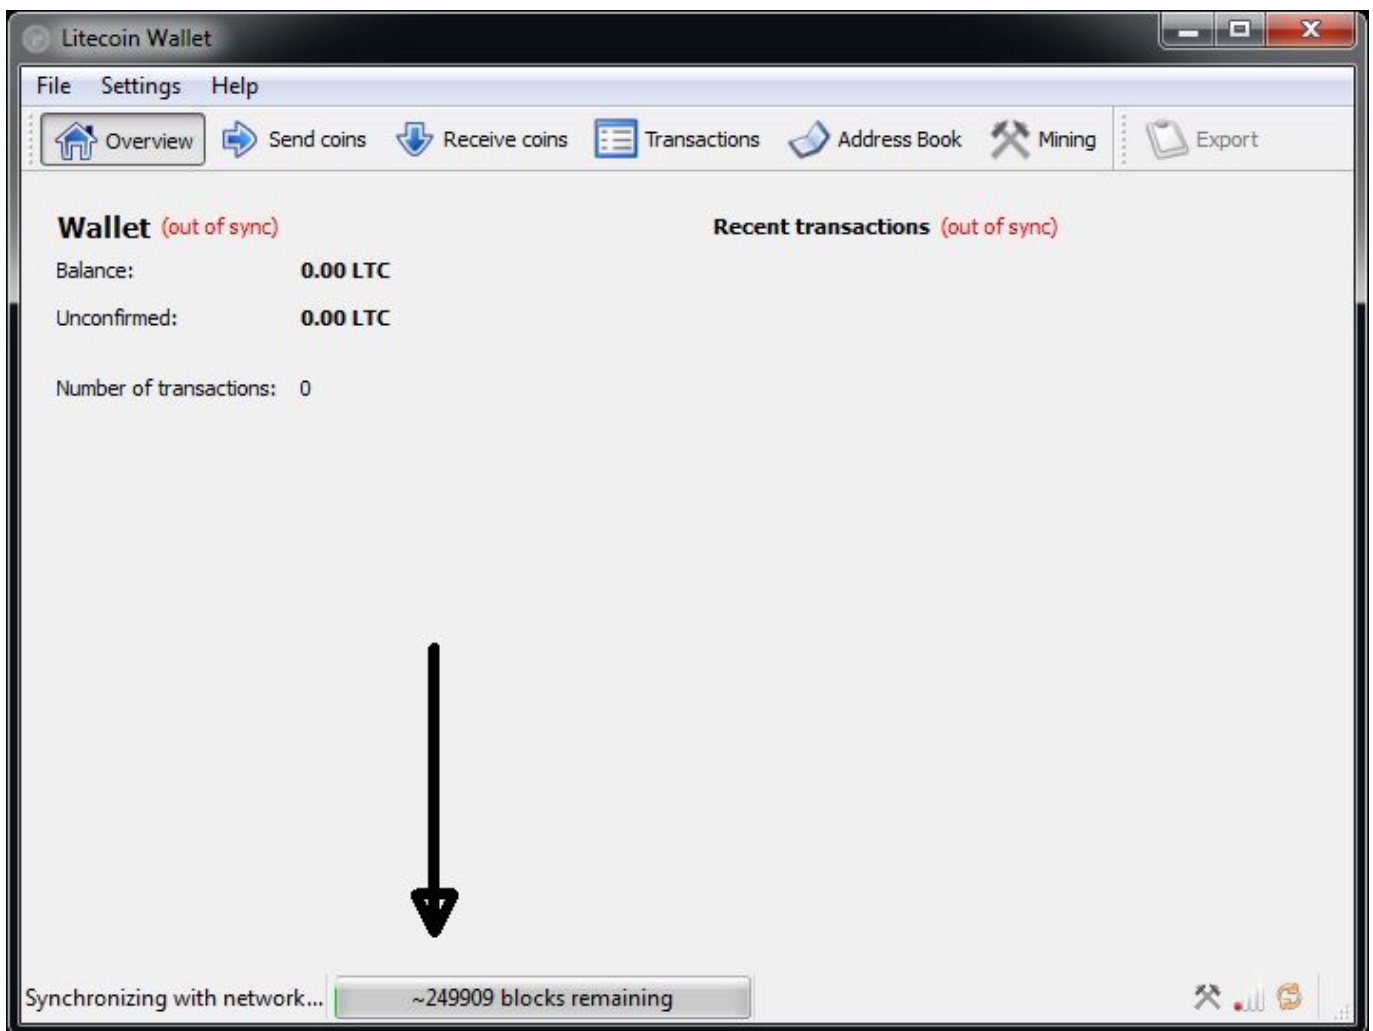 Litecoin Wallet
File Settings Help
Overview Send coins Receive coins Transactions Address Book Mining Export
Wallet (out of sync) Recent transactions (out of sync)
Balance: 0.00 LTC
Unconfirmed: 0.00 LTC
Number of transactions: 0
Synchronizing with network... ~249909 blocks remaining